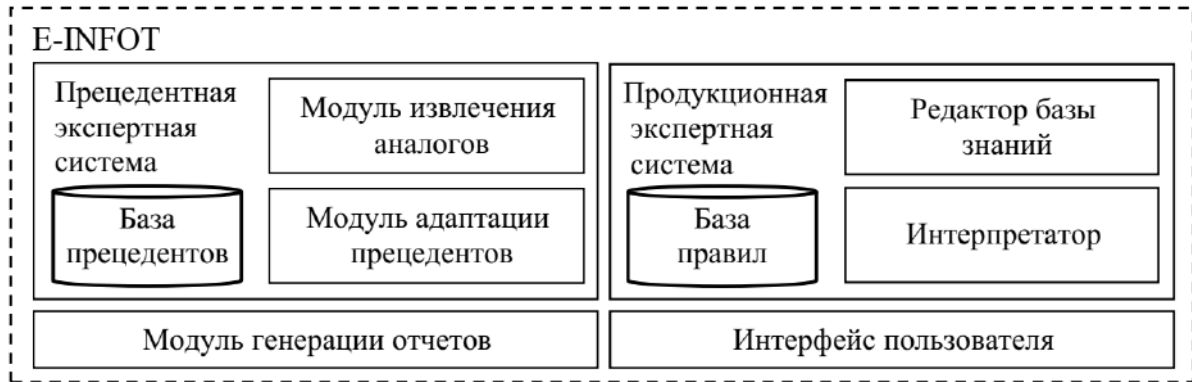 E-INFOT
Прецедентная
экспертная
система
Модуль извлечения
аналогов
База
прецедентов
Модуль адаптации
прецедентов
Продукционная
экспертная
система
Редактор базы
знаний
База
правил
Интерпретатор
Модуль генерации отчетов
Интерфейс пользователя